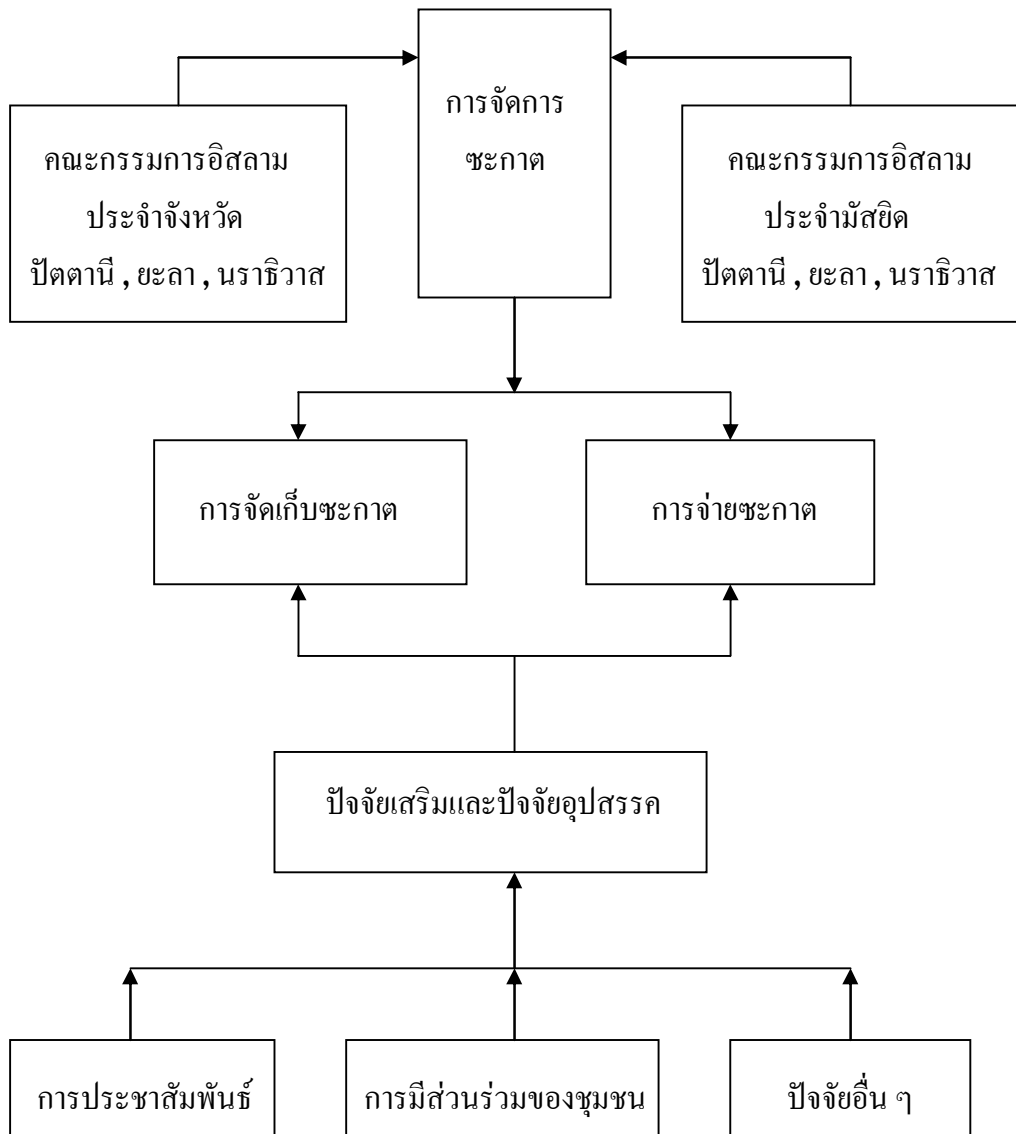 การจัดการ
ซะกาต
คณะกรรมการอิสลาม
ประจำจังหวัด
ปัตตานี , ยะลา , นราธิวาส
คณะกรรมการอิสลาม
ประจำมัสยิด
ปัตตานี , ยะลา , นราธิวาส
การจัดเก็บซะกาต
การจ่ายซะกาต
ปัจจัยเสริมและปัจจัยอุปสรรค
การประชาสัมพันธ์
การมีส่วนร่วมของชุมชน
ปัจจัยอื่น ๆ